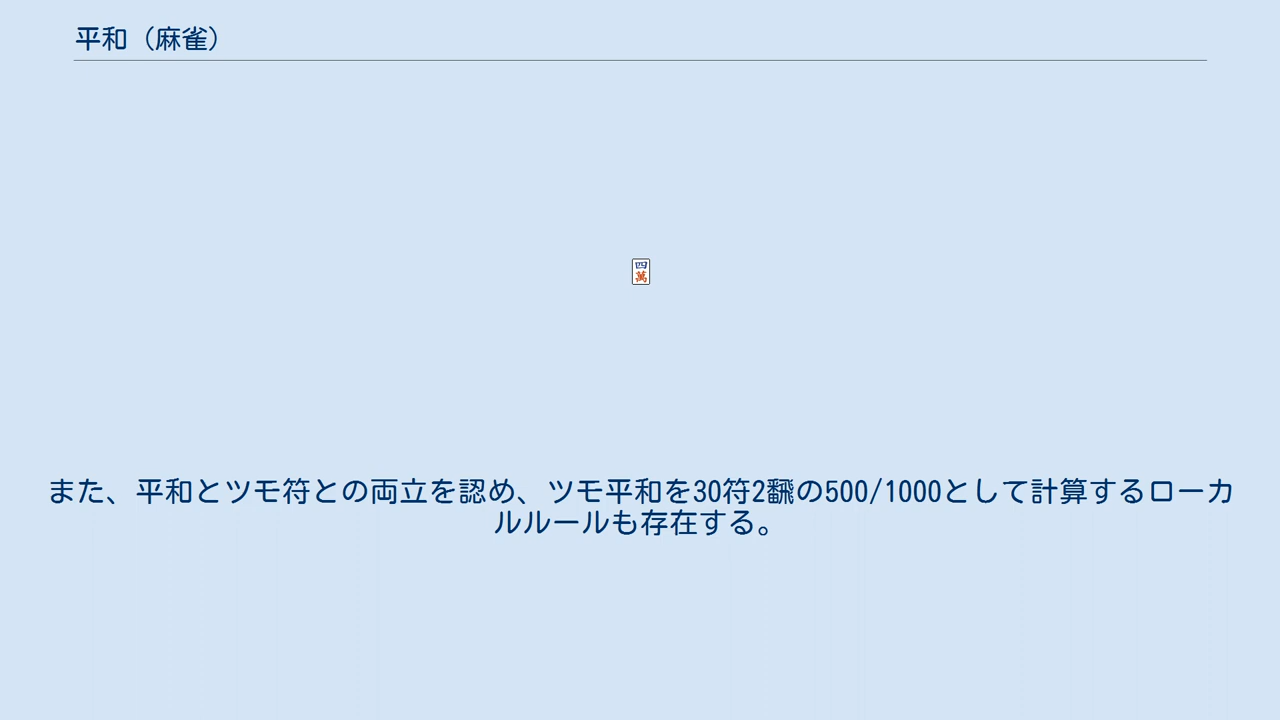 平和（麻雀）
四
萬
また、平和とツモ符との両立を認め、ツモ平和を30符2飜の500/1000として計算するローカ
ルルールも存在する。